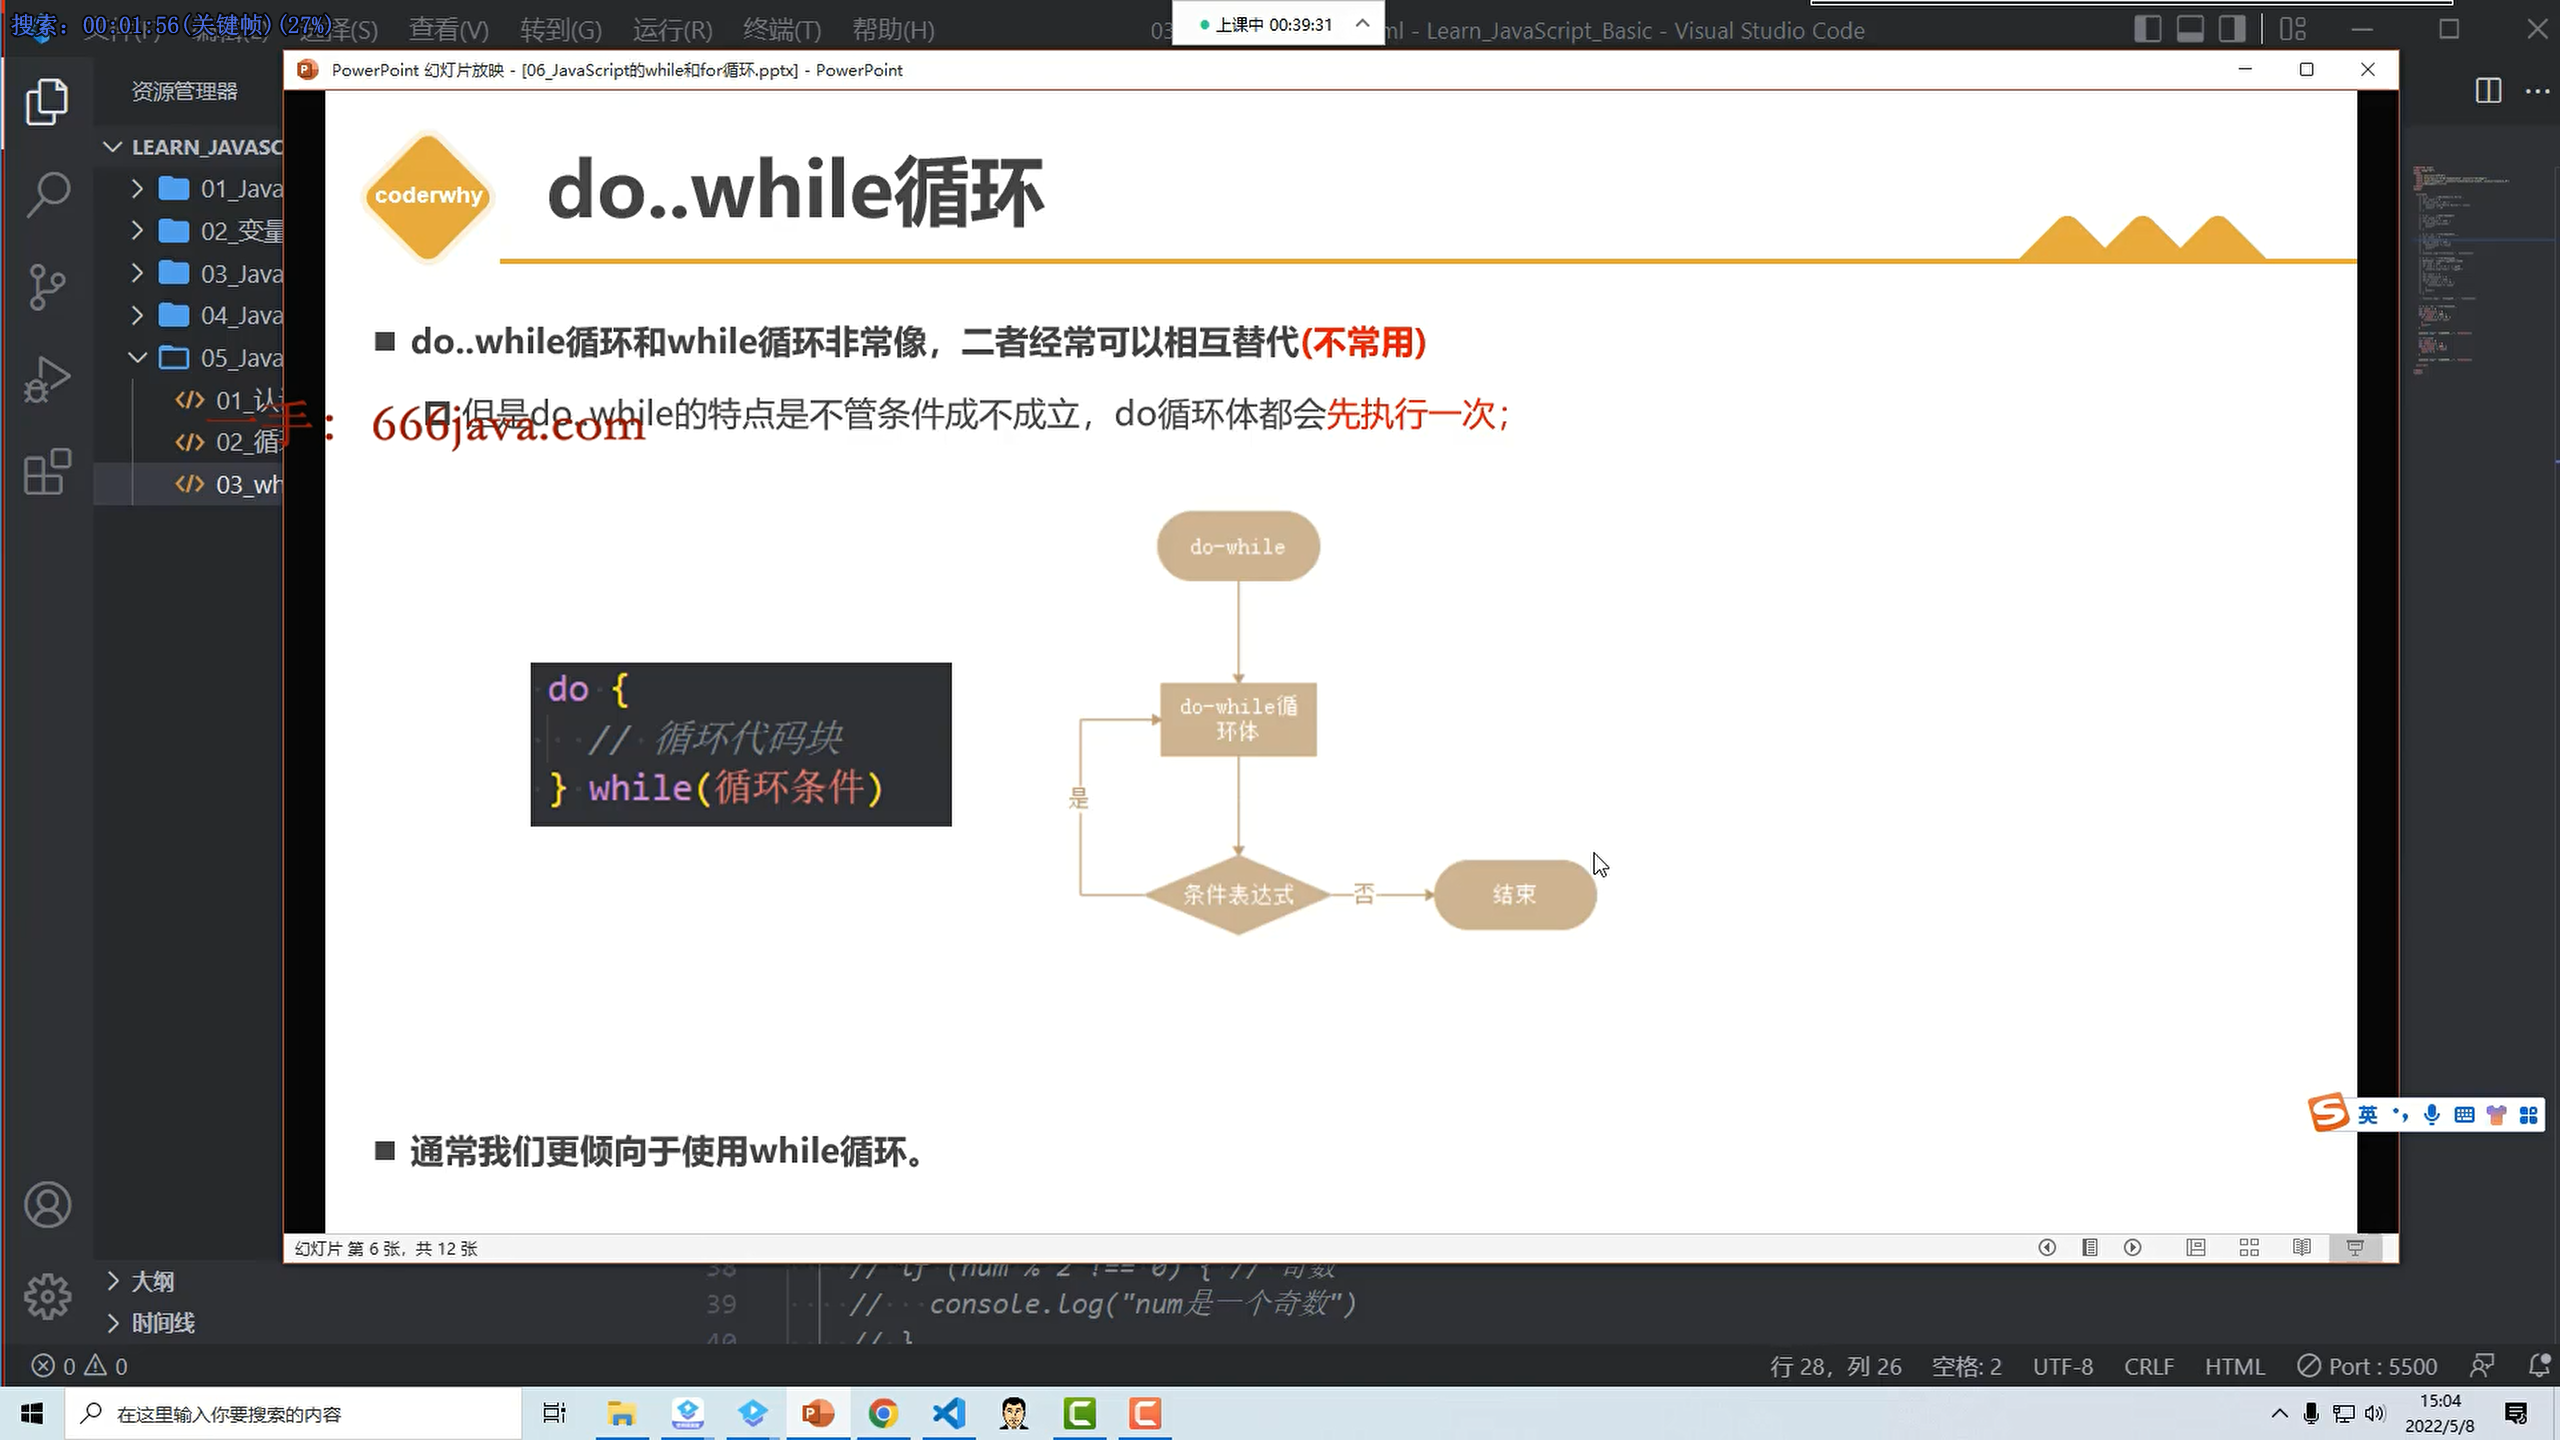 搜索: 00:01:56(关键帧)(27%)
查看(V) 转到(G) 运行(R) 终端(T) 帮助(H)
上课中 00:39:31
Learn_JavaScript_Basic - Visual Studio Code
资源管理器
PowerPoint 幻灯片放映 - [06_JavaScript的while和for循环.pptx] - PowerPoint
LEARN_JAVASC
01_Java
02_变量
03_Java
04_Java
05_Java
01_认
02_循
03_wh
coderwhy
do..while循环
do..while循环和while循环非常像，二者经常可以相互替代(不常用)
但是do..while的特点是不管条件成不成立，do循环体都会先执行一次；
一手： 666java.com
do {
// 循环代码块
} while(循环条件)
do-while
do-while循
环体
是
条件表达式
否
结束
通常我们更倾向于使用while循环。
英
幻灯片 第 6 张，共 12 张
大纲
时间线
38 // if (num % 2 !== 0) { // 奇数
39 // console.log("num是一个奇数")
40 // }
0 0
行 28，列 26 空格: 2 UTF-8 CRLF HTML Port : 5500
在这里输入你要搜索的内容
15:04
2022/5/8